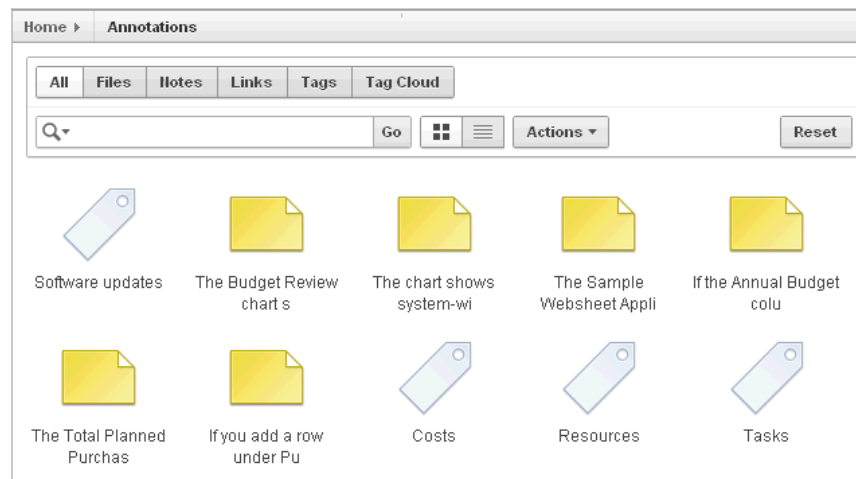 Home Annotations
All Files Notes Links Tags Tag Cloud
Go Actions Reset
Software updates
The Budget Review
chart s
The chart shows
system-wi
The Sample
Websheet Appli
If the Annual Budget
colu
The Total Planned
Purchas
If you add a row
under Pu
Costs
Resources
Tasks